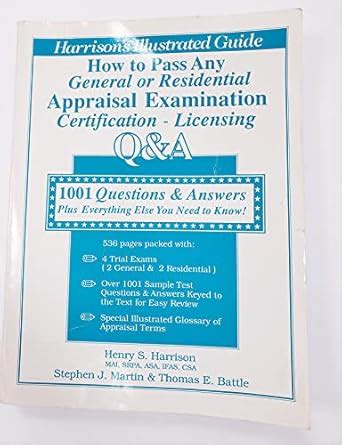 Harrison's Illustrated Guide
How to Pass Any
General or Residential
Appraisal Examination
Certification - Licensing
Q&A
1001 Questions & Answers
Plus Everything Else You Need to Know!
536 pages packed with:
4 Trial Exams
( 2 General & 2 Residential )
Over 1001 Sample Test
Questions & Answers Keyed to
the Text for Easy Review
Special Illustrated Glossary of
Appraisal Terms
Henry S. Harrison
MAI, SRPA, ASA, IFAS, CSA
Stephen J. Martin & Thomas E. Battle